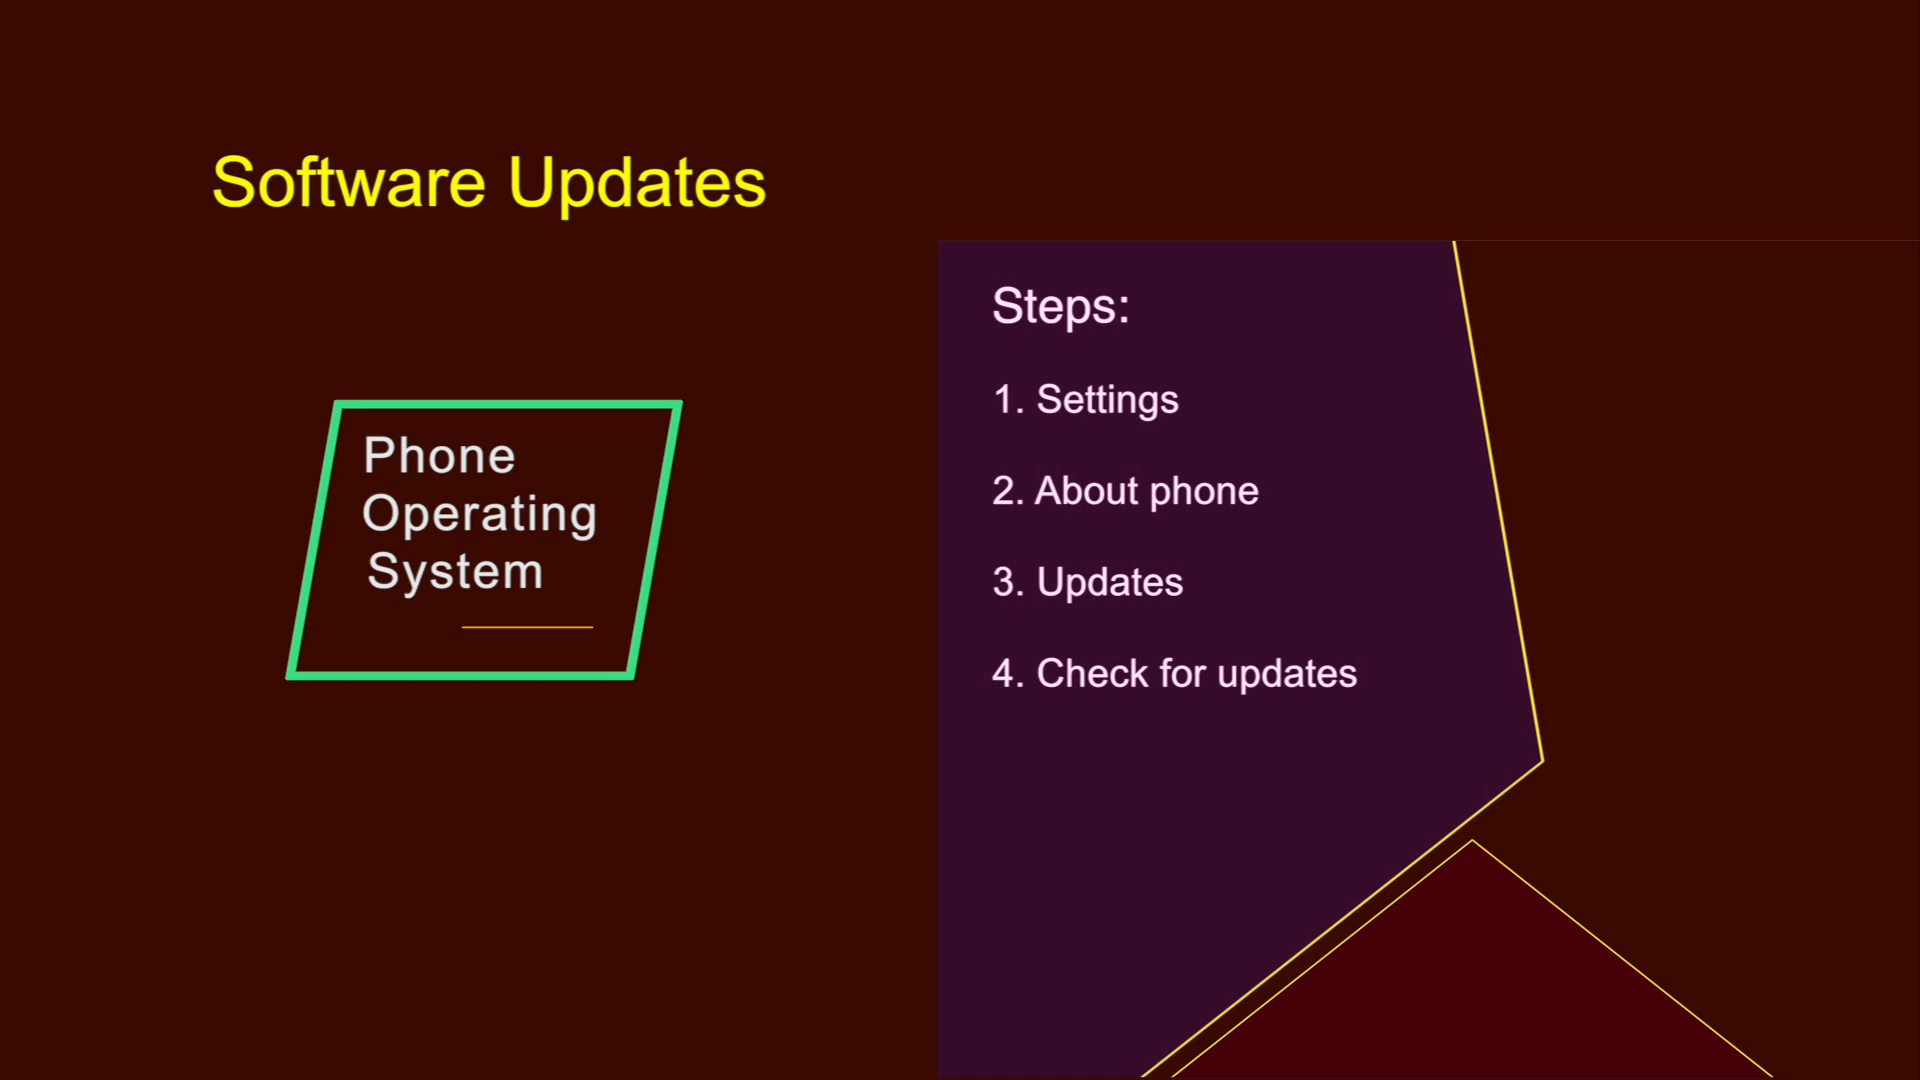 Software Updates
Phone
Operating
System
Steps:
1. Settings
2. About phone
3. Updates
4. Check for updates